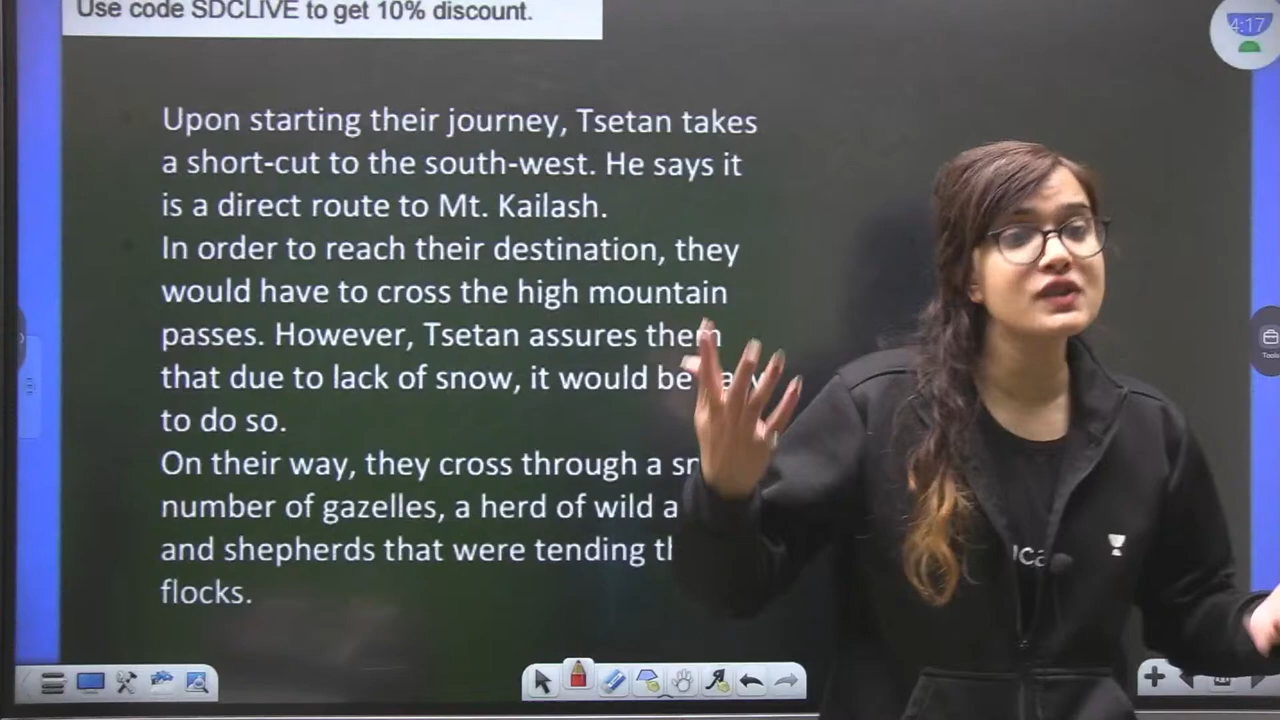 Use code SDCLIVE to get 10% discount.
4:17
Upon starting their journey, Tsetan takes
a short-cut to the south-west. He says it
is a direct route to Mt. Kailash.
In order to reach their destination, they
would have to cross the high mountain
passes. However, Tsetan assures them
that due to lack of snow, it would be
to do so.
On their way, they cross through a
number of gazelles, a herd of wild
and shepherds that were tending
flocks.
Tools